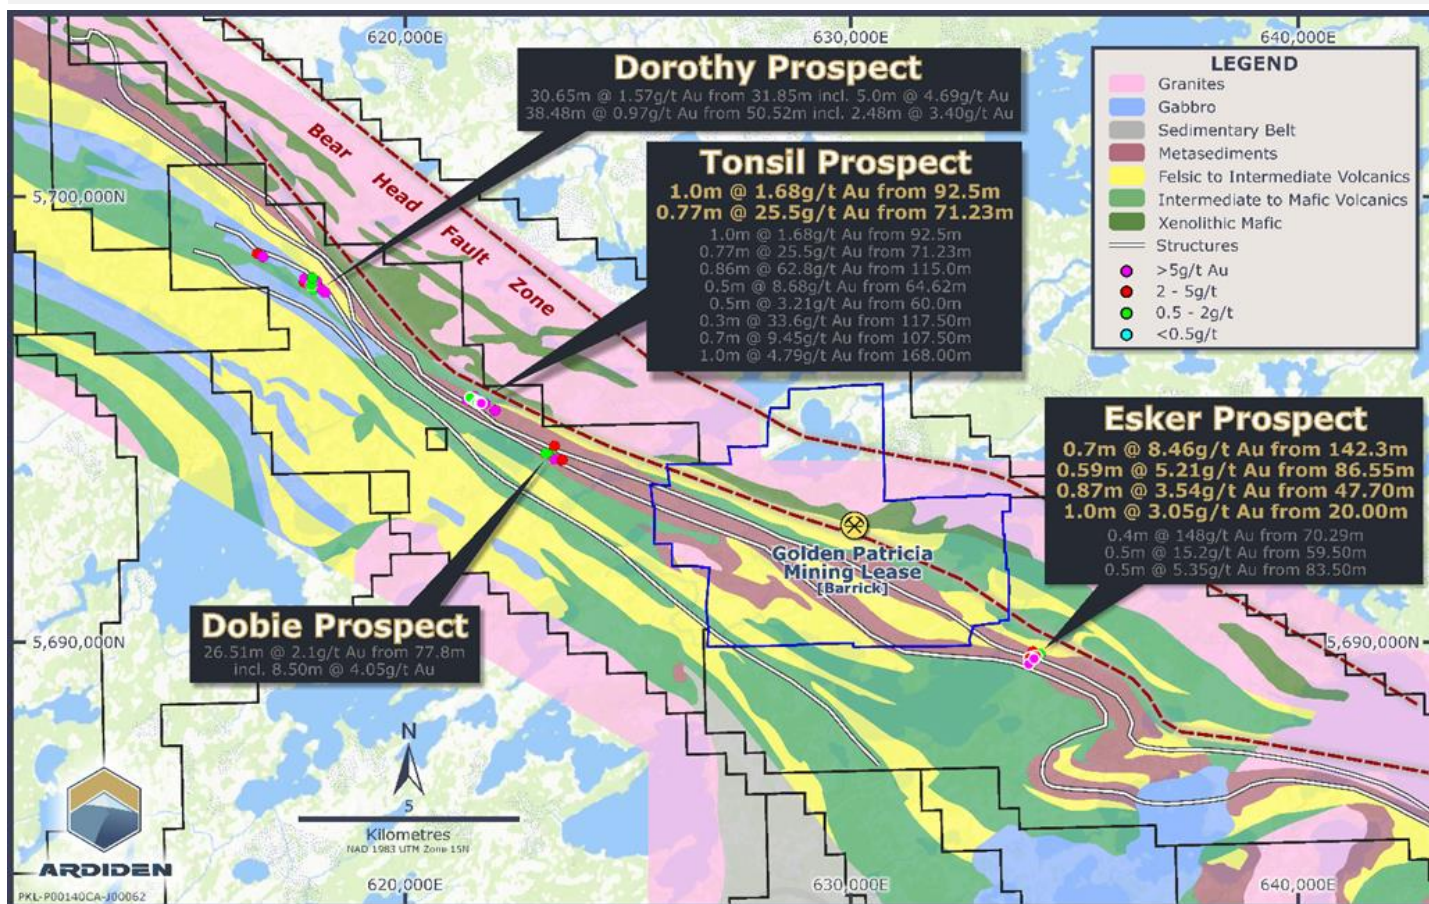 620,000E
630,000E
640,000E
Dorothy Prospect
30.65m @ 1.57g/t Au from 31.85m incl. 5.0m @ 4.69g/t Au
38.48m @ 0.97g/t Au from 50.52m incl. 2.48m @ 3.40g/t Au
LEGEND
Granites
Gabbro
Sedimentary Belt
Metasediments
Felsic to Intermediate Volcanics
Intermediate to Mafic Volcanics
Xenolithic Mafic
Structures
>5g/t Au
2 - 5g/t
0.5 - 2g/t
<0.5g/t
Bear Head Fault Zone
Tonsil Prospect
1.0m @ 1.68g/t Au from 92.5m
0.77m @ 25.5g/t Au from 71.23m
1.0m @ 1.68g/t Au from 92.5m
0.77m @ 25.5g/t Au from 71.23m
0.86m @ 62.8g/t Au from 115.0m
0.5m @ 8.68g/t Au from 64.62m
0.5m @ 3.21g/t Au from 60.0m
0.3m @ 33.6g/t Au from 117.50m
0.7m @ 9.45g/t Au from 107.50m
1.0m @ 4.79g/t Au from 168.00m
5,700,000N
Esker Prospect
0.7m @ 8.46g/t Au from 142.3m
0.59m @ 5.21g/t Au from 86.55m
0.87m @ 3.54g/t Au from 47.70m
1.0m @ 3.05g/t Au from 20.00m
0.4m @ 148g/t Au from 70.29m
0.5m @ 15.2g/t Au from 59.50m
0.5m @ 5.35g/t Au from 83.50m
Golden Patricia
Mining Lease
[Barrick]
Dobie Prospect
26.51m @ 2.1g/t Au from 77.8m
incl. 8.50m @ 4.05g/t Au
5,690,000N
5,690,000N
N
5
Kilometres
NAD 1983 UTM Zone 15N
ARDIDEN
PKL-P00140CA-J00062
620,000E
630,000E
640,000E